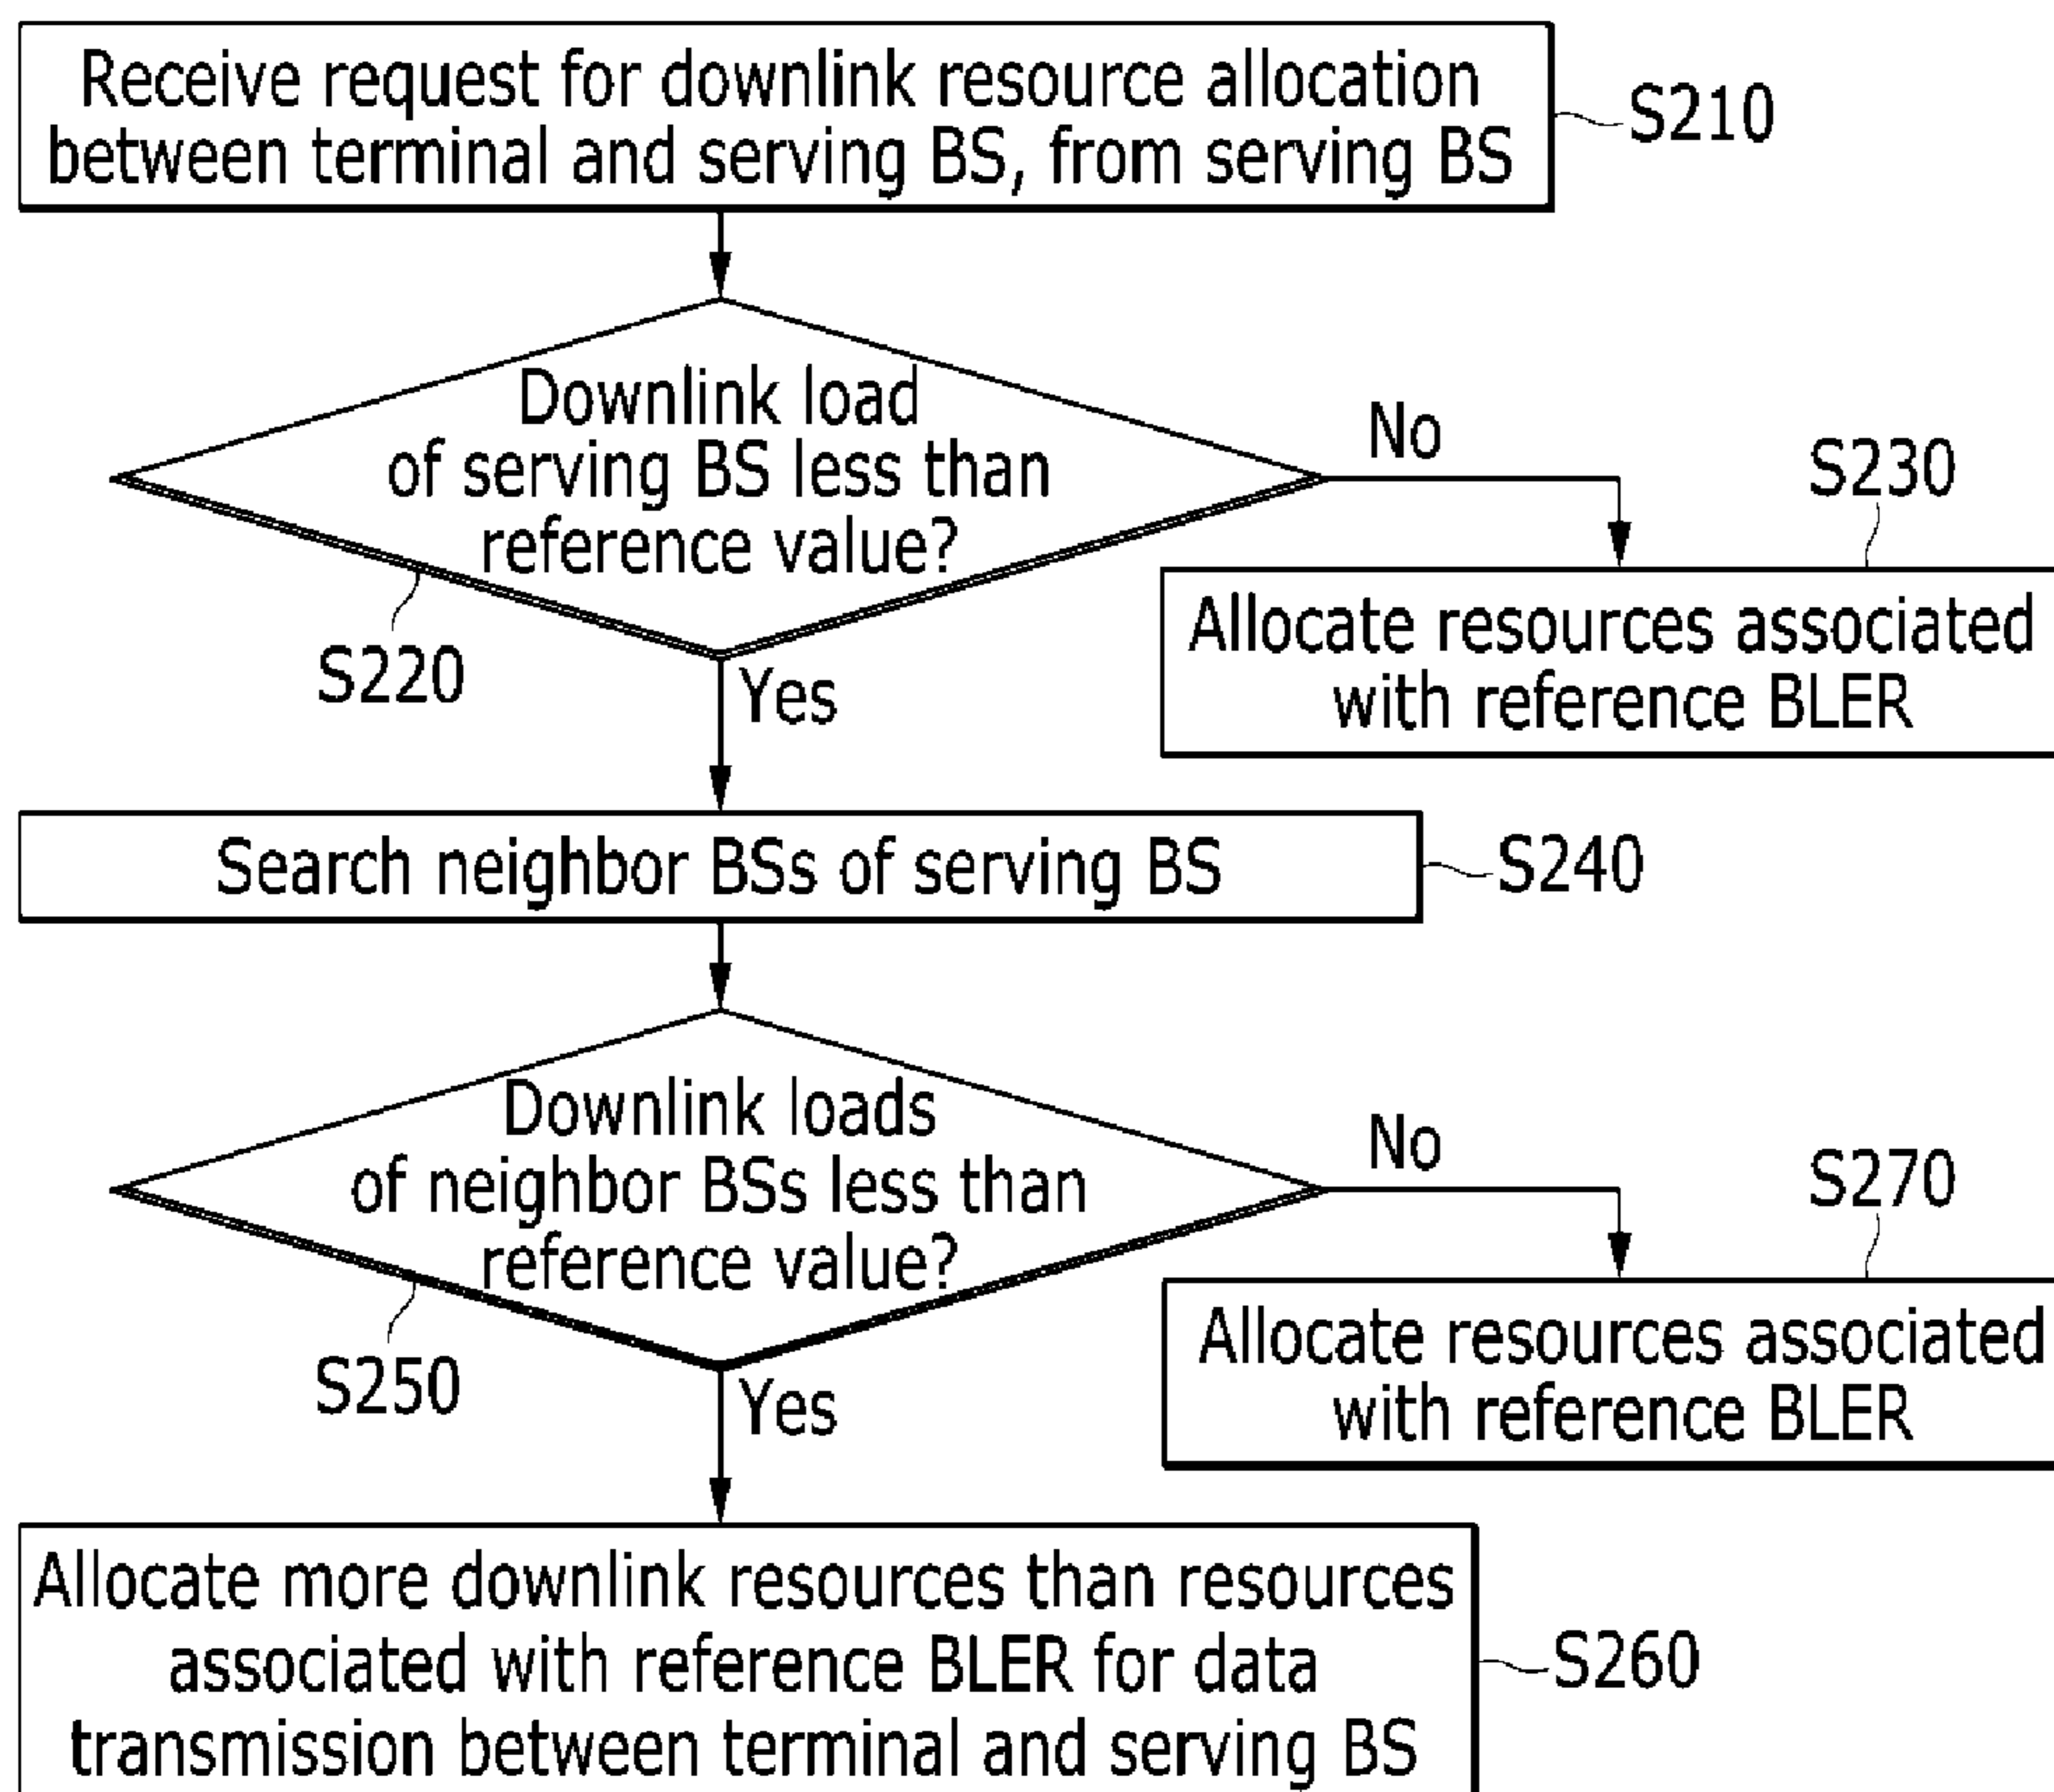 Receive request for downlink resource allocation
between terminal and serving BS, from serving BS
S210
Downlink load
of serving BS less than
reference value?
No
S230
S220
Yes
Allocate resources associated
with reference BLER
Search neighbor BSs of serving BS
S240
Downlink loads
of neighbor BSs less than
reference value?
No
S270
S250
Yes
Allocate resources associated
with reference BLER
Allocate more downlink resources than resources
associated with reference BLER for data
transmission between terminal and serving BS
S260